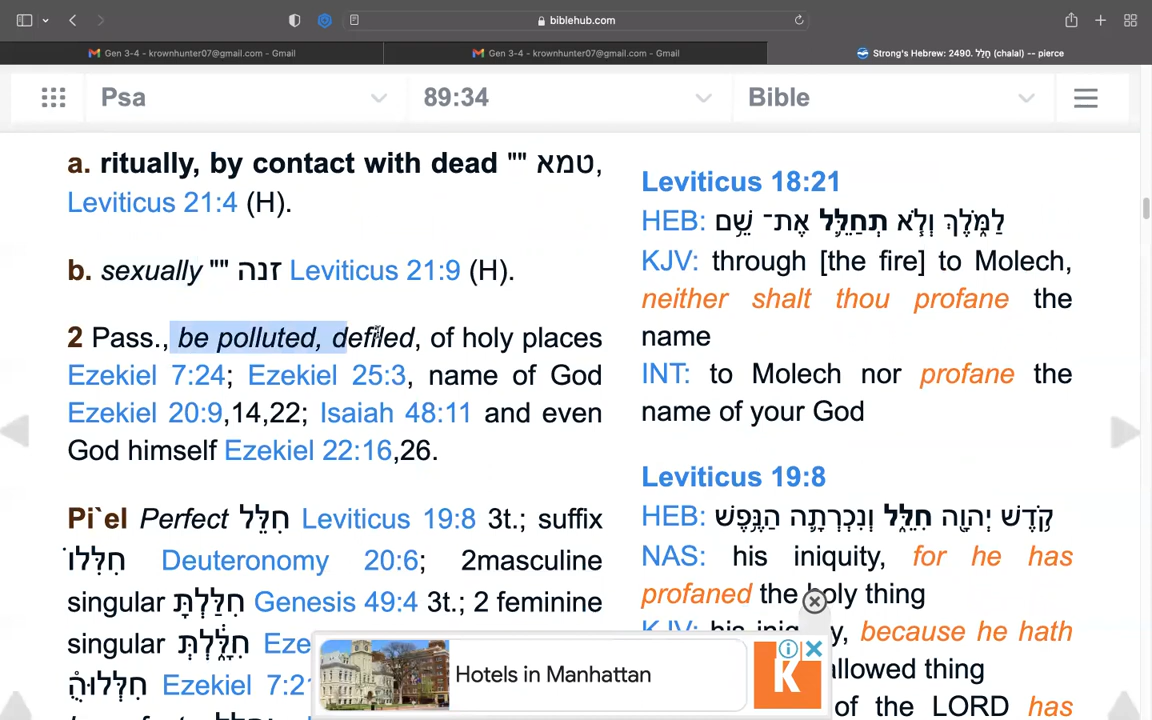 biblehub.com
Gen 3-4 - krownhunter07@gmail.com - Gmail
Gen 3-4 - krownhunter07@gmail.com - Gmail
Strong's Hebrew: 2490. חָלַל (chalal) -- pierce
Psa
89:34
Bible
a. ritually, by contact with dead "" טמא,
Leviticus 21:4 (H).
b. sexually "" זנה Leviticus 21:9 (H).
2 Pass., be polluted, defiled, of holy places
Ezekiel 7:24; Ezekiel 25:3, name of God
Ezekiel 20:9,14,22; Isaiah 48:11 and even
God himself Ezekiel 22:16,26.
Pi`el Perfect חִלֵּל Leviticus 19:8 3t.; suffix
חִלְּלוֺ Deuteronomy 20:6; 2masculine
singular חִלַּלְתָּ Genesis 49:4 3t.; 2 feminine
singular חִלָּלְתְּ Eze
חִלְּלוּהָ Ezekiel 7:2
Leviticus 18:21
HEB: לַמֹּ֑לֶךְ וְלֹ֧א תְחַלֵּ֛ל אֶת־ שֵׁ֥ם
KJV: through [the fire] to Molech,
neither shalt thou profane the
name
INT: to Molech nor profane the
name of your God
Leviticus 19:8
HEB: קֹ֥דֶשׁ יְהוָ֖ה חִלֵּ֑ל וְנִכְרְתָ֛ה הַנֶּ֥פֶשׁ
NAS: his iniquity, for he has
profaned the holy thing
KJV: his iniquity, because he hath
allowed thing
of the LORD has
Hotels in Manhattan
K